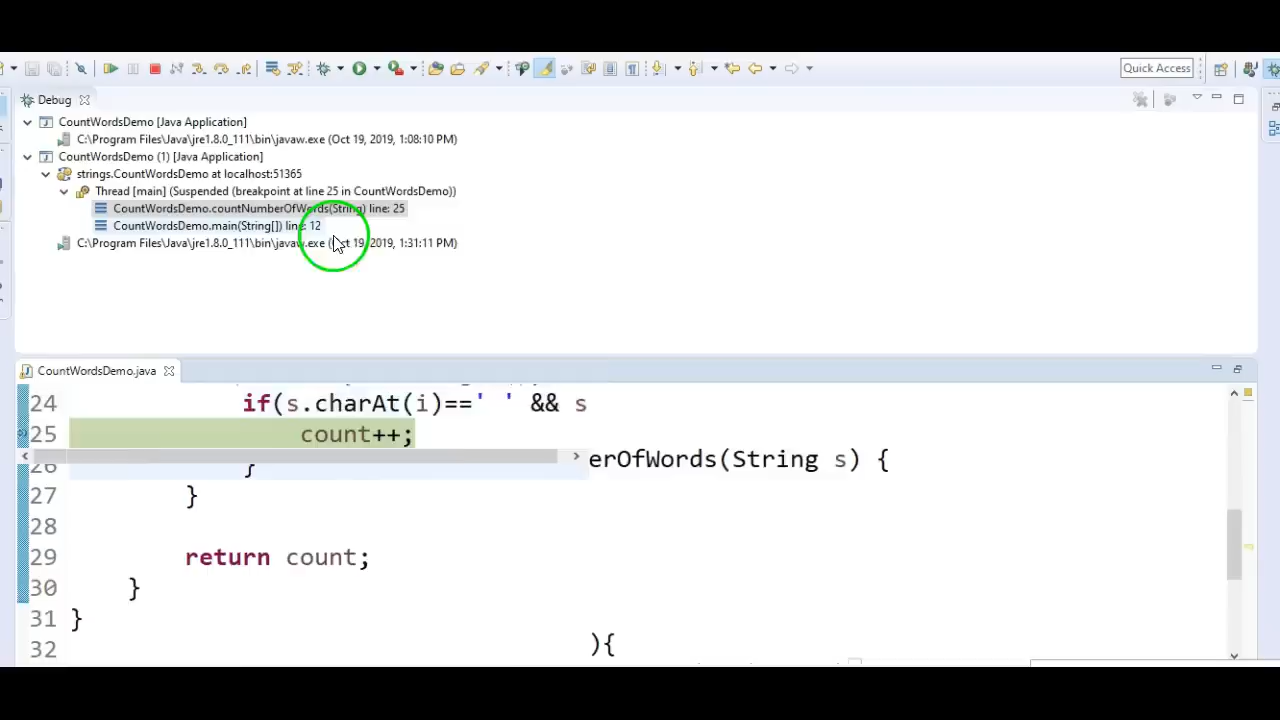 Quick Access
Debug
CountWordsDemo [Java Application]
C:\Program Files\Java\jre1.8.0_111\bin\javaw.exe (Oct 19, 2019, 1:08:10 PM)
CountWordsDemo (1) [Java Application]
strings.CountWordsDemo at localhost:51365
Thread [main] (Suspended (breakpoint at line 25 in CountWordsDemo))
CountWordsDemo.countNumberOfWords(String) line: 25
CountWordsDemo.main(String[]) line: 12
C:\Program Files\Java\jre1.8.0_111\bin\javaw.exe (Oct 19, 2019, 1:31:11 PM)
CountWordsDemo.java
24 if(s.charAt(i)==' ' && s
25 count++;
26 } erOfWords(String s) {
27 }
28
29 return count;
30 }
31 }
32 ){